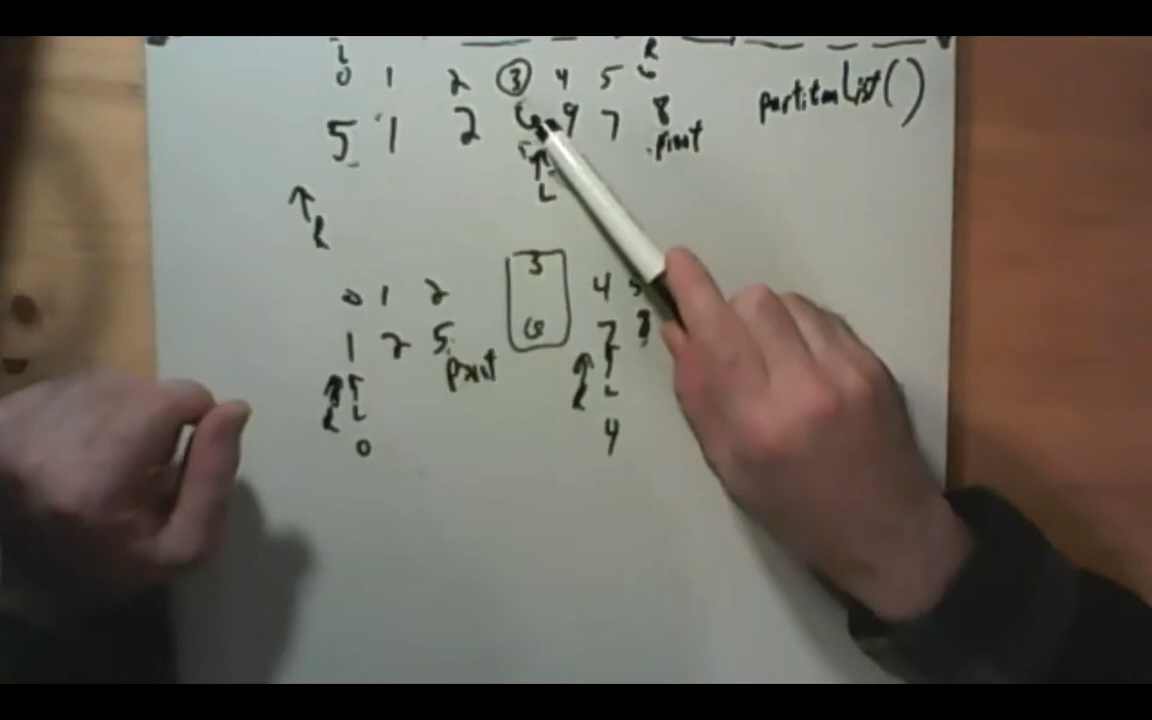 L R
0 1 2 3 4 5 6
partitionList()
5 1 2 6 9 7 8
pivot
L
R
3
0 1 2 4 5
6
1 2 5 7 8
pivot
R L R L
0 4